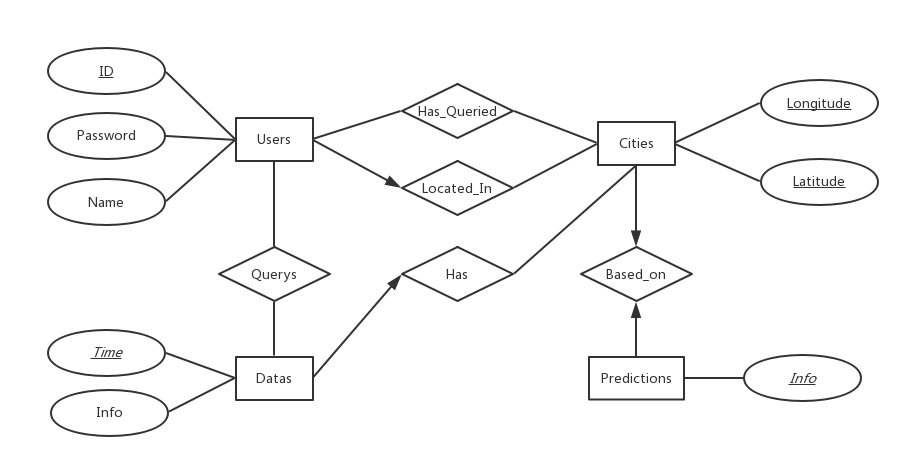 ID
Password
Name
Users
Has_Queried
Located_In
Cities
Longitude
Latitude
Querys
Has
Based_on
Time
Info
Datas
Predictions
Info